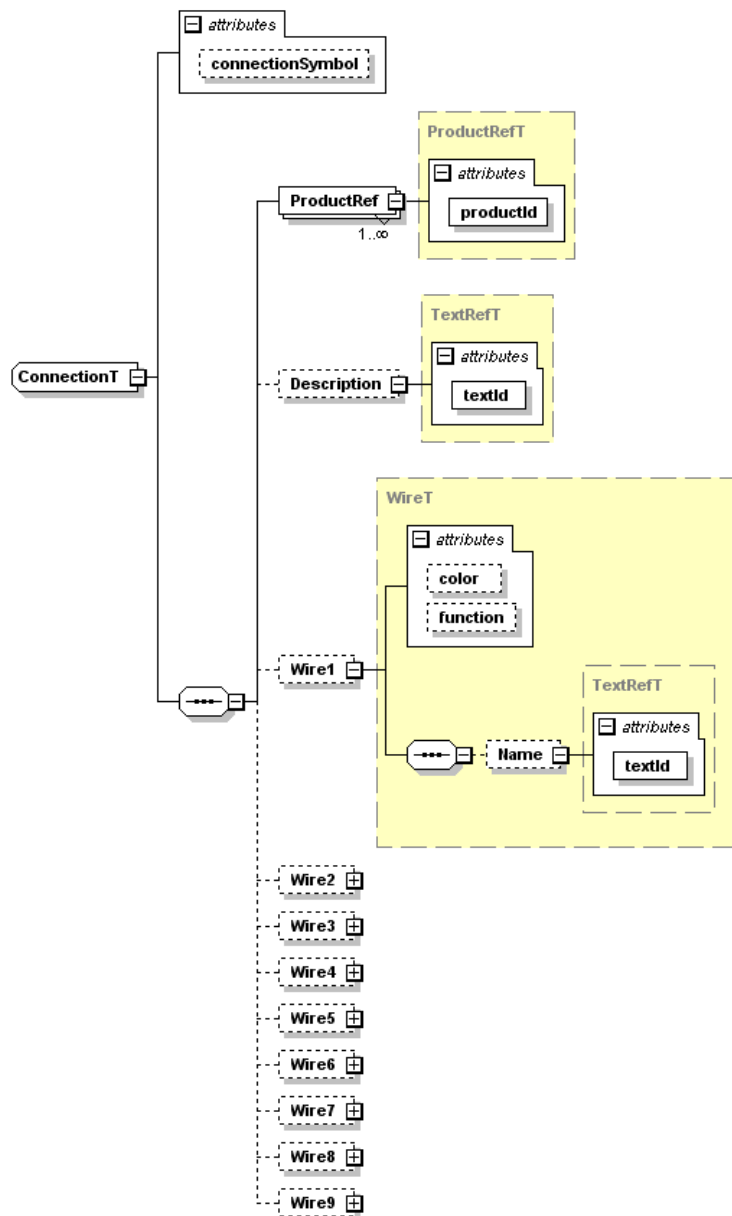 attributes
connectionSymbol
ProductRefT
attributes
ProductRef
productId
1..∞
TextRefT
attributes
ConnectionT
Description
textId
WireT
attributes
color
function
Wire1
TextRefT
attributes
Name
textId
Wire2
Wire3
Wire4
Wire5
Wire6
Wire7
Wire8
Wire9